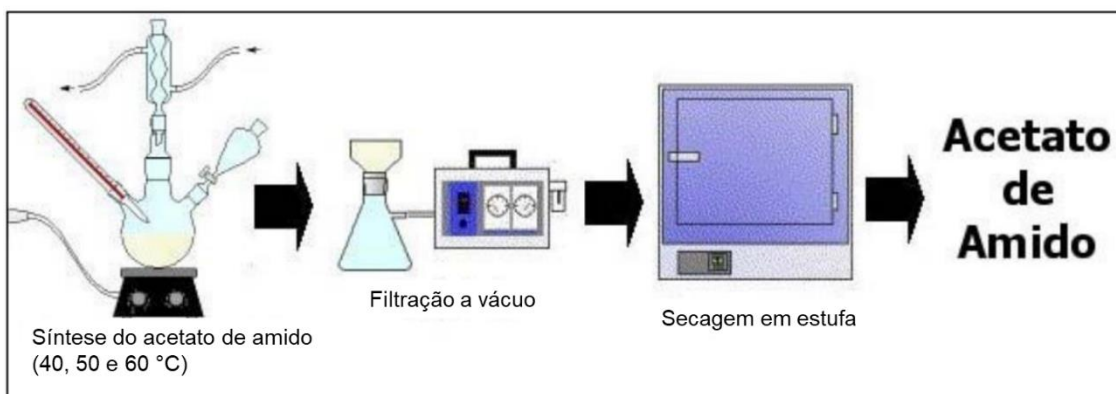 Síntese do acetato de amido
(40, 50 e 60 °C)
Filtração a vácuo
Secagem em estufa
Acetato
de
Amido